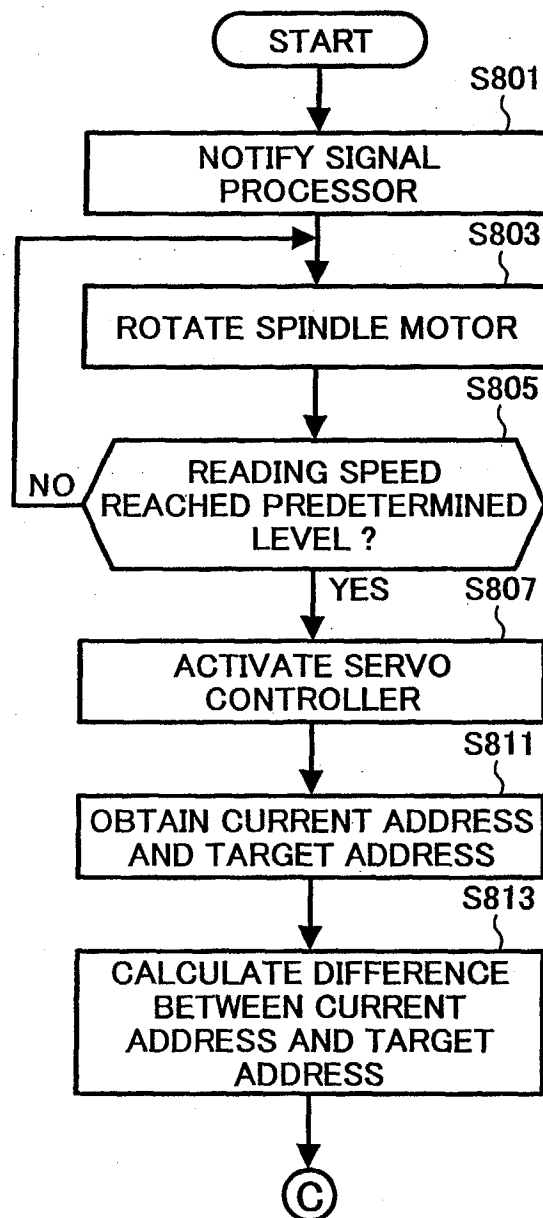 START
S801
NOTIFY SIGNAL
PROCESSOR
S803
ROTATE SPINDLE MOTOR
S805
READING SPEED
REACHED PREDETERMINED
LEVEL ?
NO
YES
S807
ACTIVATE SERVO
CONTROLLER
S811
OBTAIN CURRENT ADDRESS
AND TARGET ADDRESS
S813
CALCULATE DIFFERENCE
BETWEEN CURRENT
ADDRESS AND TARGET
ADDRESS
C